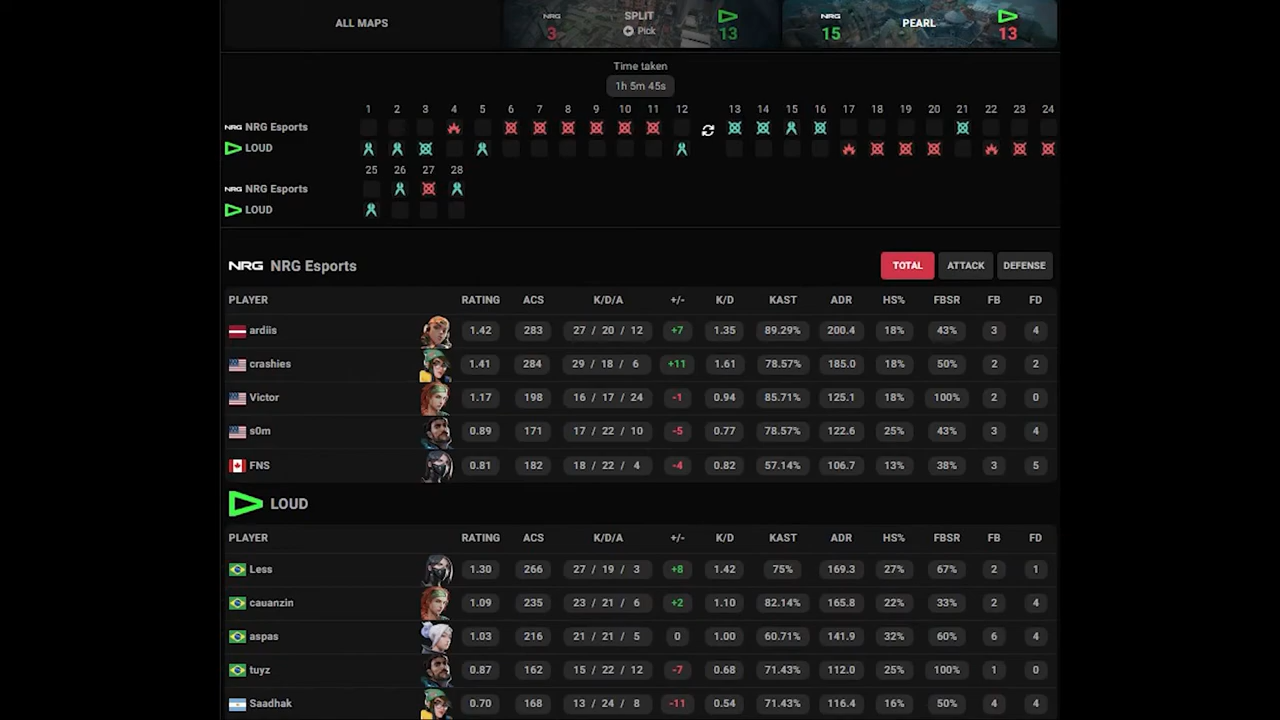 ALL MAPS
NRG SPLIT NRG PEARL
3 Pick 13 15 13
Time taken
1h 5m 45s
1 2 3 4 5 6 7 8 9 10 11 12 13 14 15 16 17 18 19 20 21 22 23 24
NRG NRG Esports
LOUD
25 26 27 28
NRG NRG Esports
LOUD
NRG NRG Esports TOTAL ATTACK DEFENSE
PLAYER RATING ACS K/D/A +/- K/D KAST ADR HS% FBSR FB FD
ardiis 1.42 283 27 / 20 / 12 +7 1.35 89.29% 200.4 18% 43% 3 4
crashies 1.41 284 29 / 18 / 6 +11 1.61 78.57% 185.0 18% 50% 2 2
Victor 1.17 198 16 / 17 / 24 -1 0.94 85.71% 125.1 18% 100% 2 0
s0m 0.89 171 17 / 22 / 10 -5 0.77 78.57% 122.6 25% 43% 3 4
FNS 0.81 182 18 / 22 / 4 -4 0.82 57.14% 106.7 13% 38% 3 5
LOUD
PLAYER RATING ACS K/D/A +/- K/D KAST ADR HS% FBSR FB FD
Less 1.30 266 27 / 19 / 3 +8 1.42 75% 169.3 27% 67% 2 1
cauanzin 1.09 235 23 / 21 / 6 +2 1.10 82.14% 165.8 22% 33% 2 4
aspas 1.03 216 21 / 21 / 5 0 1.00 60.71% 141.9 32% 60% 6 4
tuyz 0.87 162 15 / 22 / 12 -7 0.68 71.43% 112.0 25% 100% 1 0
Saadhak 0.70 168 13 / 24 / 8 -11 0.54 71.43% 116.4 16% 50% 4 4